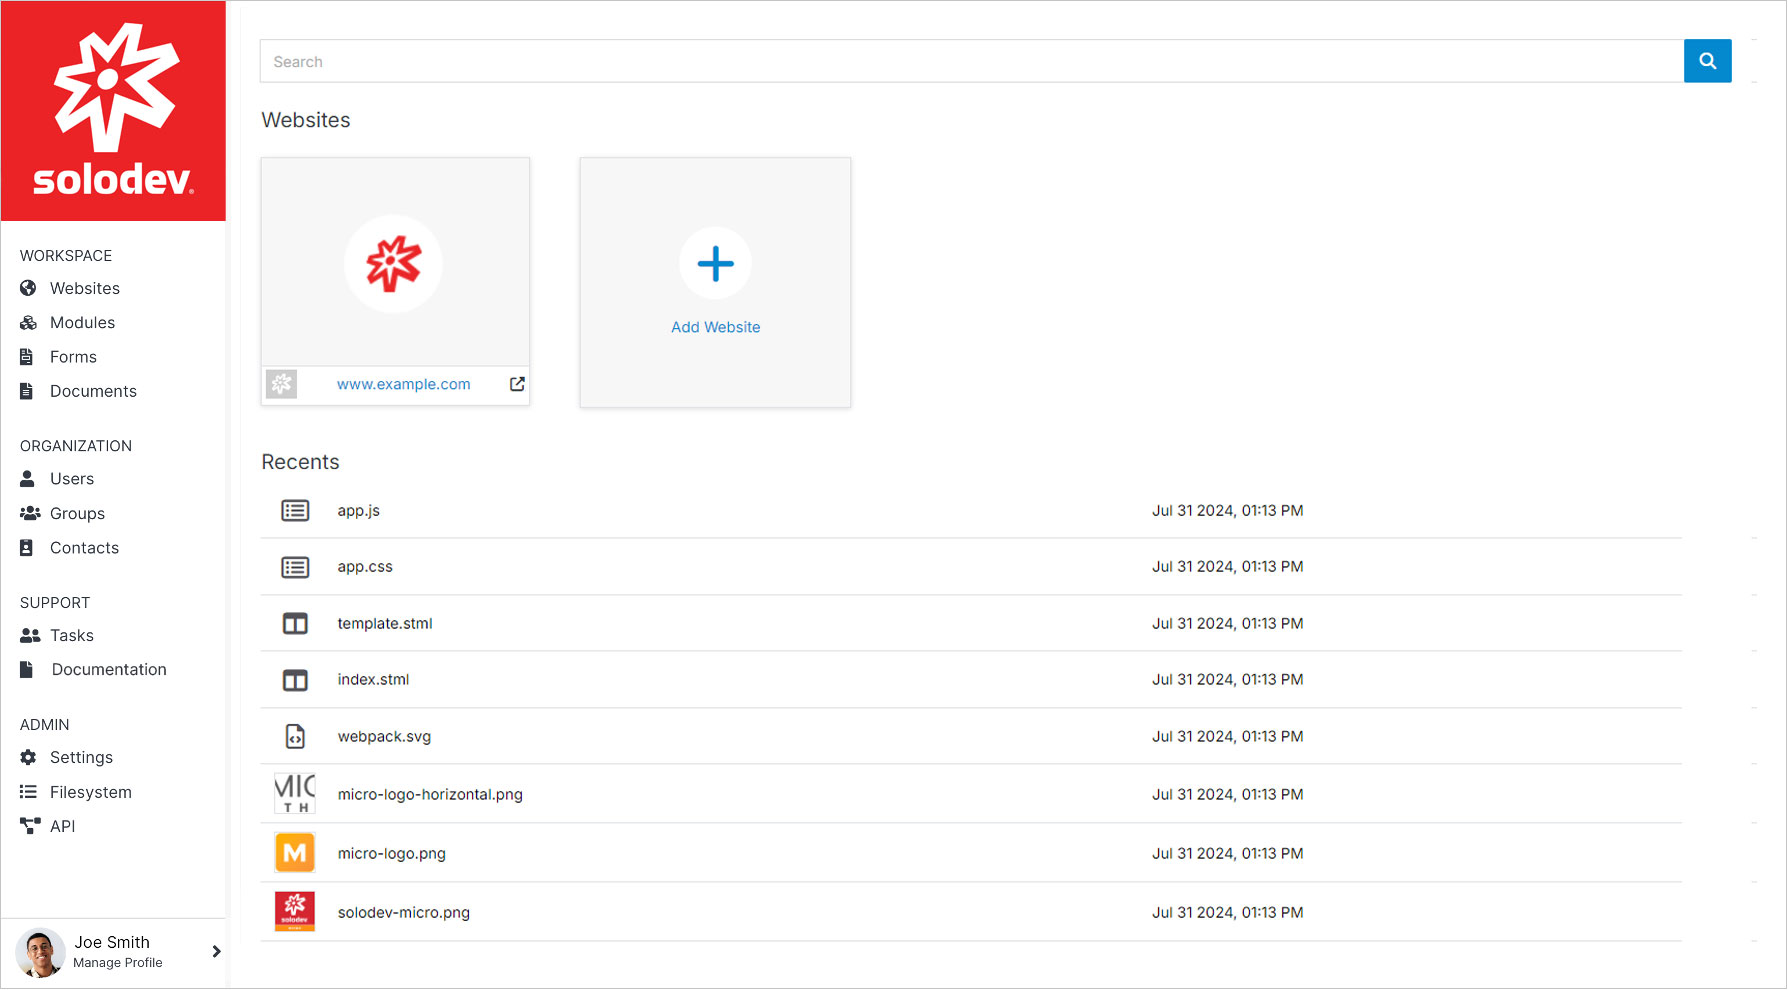 solodev
WORKSPACE
Websites
Modules
Forms
Documents
ORGANIZATION
Users
Groups
Contacts
SUPPORT
Tasks
Documentation
ADMIN
Settings
Filesystem
API
Joe Smith
Manage Profile
Search
Websites
www.example.com
Add Website
Recents
app.js Jul 31 2024, 01:13 PM
app.css Jul 31 2024, 01:13 PM
template.stml Jul 31 2024, 01:13 PM
index.stml Jul 31 2024, 01:13 PM
webpack.svg Jul 31 2024, 01:13 PM
MIC
TH
micro-logo-horizontal.png Jul 31 2024, 01:13 PM
M
micro-logo.png Jul 31 2024, 01:13 PM
solodev
solodev-micro.png Jul 31 2024, 01:13 PM